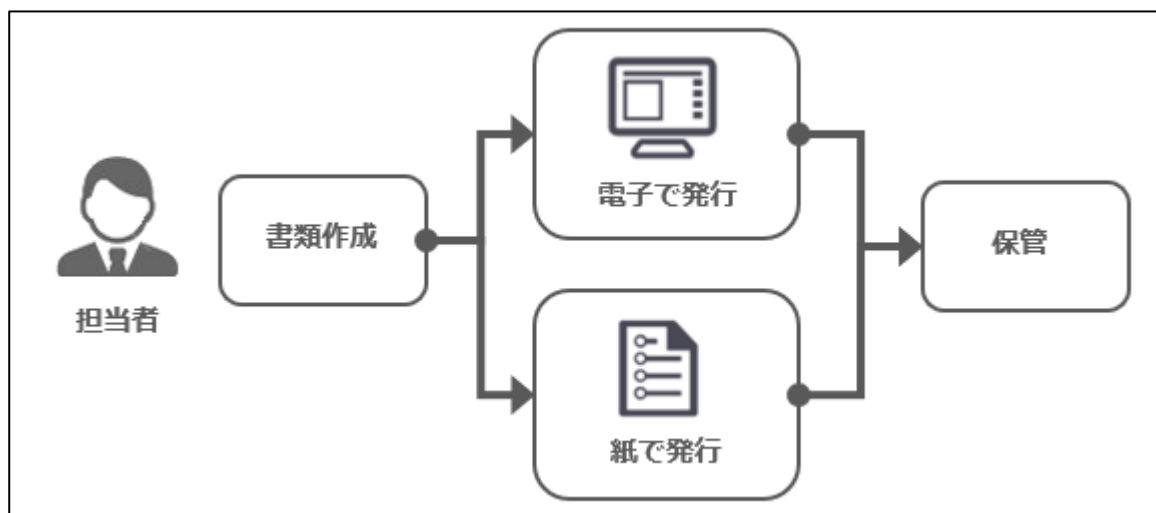 担当者
書類作成
電子で発行
紙で発行
保管